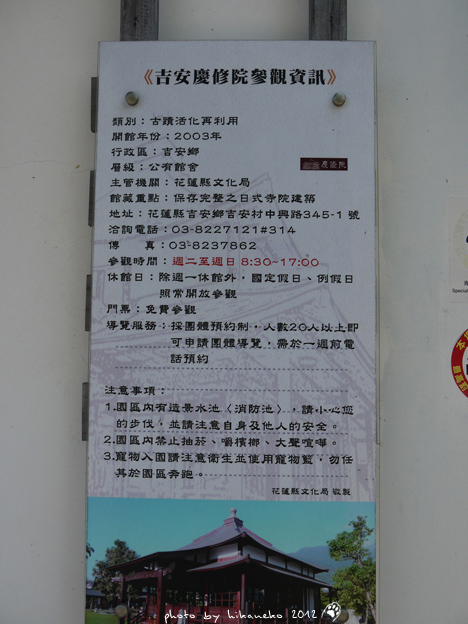 《吉安慶修院參觀資訊》
類別：古蹟活化再利用
開館年份：2003年
行政區：吉安鄉
層級：公有館舍
慶修院
主管機關：花蓮縣文化局
館藏重點：保存完整之日式寺院建築
地址：花蓮縣吉安鄉吉安村中興路345-1 號
洽詢電話：03-8227121#314
傳　　真：03-8237862
參觀時間：週二至週日 8:30~17:00
休館日：除週一休館外，國定假日、例假日
照常開放參觀
門票：免費參觀
導覽服務：採團體預約制，人數20人以上即
可申請團體導覽，需於一週前電
話預約
注意事項：
1.園區內有造景水池〈消防池〉，請小心您
的步伐，並請注意自身及他人的安全。
2.園區內禁止抽菸、嚼檳榔、大聲喧嘩。
3.寵物入園請注意衛生並使用寵物籃，勿任
其於園區奔跑。
花蓮縣文化局 敬製
photo by hikaneko 2012